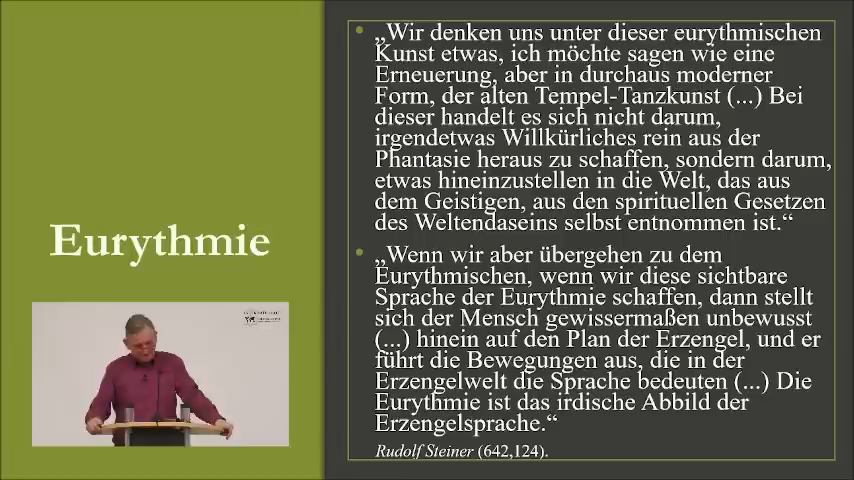 Eurythmie
„Wir denken uns unter dieser eurythmischen
Kunst etwas, ich möchte sagen wie eine
Erneuerung, aber in durchaus moderner
Form, der alten Tempel-Tanzkunst (...) Bei
dieser handelt es sich nicht darum,
irgendetwas Willkürliches rein aus der
Phantasie heraus zu schaffen, sondern darum,
etwas hineinzustellen in die Welt, das aus
dem Geistigen, aus den spirituellen Gesetzen
des Weltendaseins selbst entnommen ist.“
„Wenn wir aber übergehen zu dem
Eurythmischen, wenn wir diese sichtbare
Sprache der Eurythmie schaffen, dann stellt
sich der Mensch gewissermaßen unbewusst
(...) hinein auf den Plan der Erzengel, und er
führt die Bewegungen aus, die in der
Erzengelwelt die Sprache bedeuten (...) Die
Eurythmie ist das irdische Abbild der
Erzengelsprache.“
Rudolf Steiner (642,124).